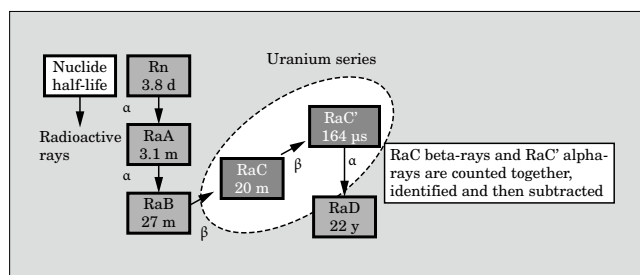 Uranium series
Nuclide
half-life
Rn
3.8 d
α
α
Radioactive
rays
RaA
3.1 m
α
RaB
27 m
β
RaC
20 m
β
RaC'
164 μs
α
RaD
22 y
RaC beta-rays and RaC' alpha-
rays are counted together,
identified and then subtracted